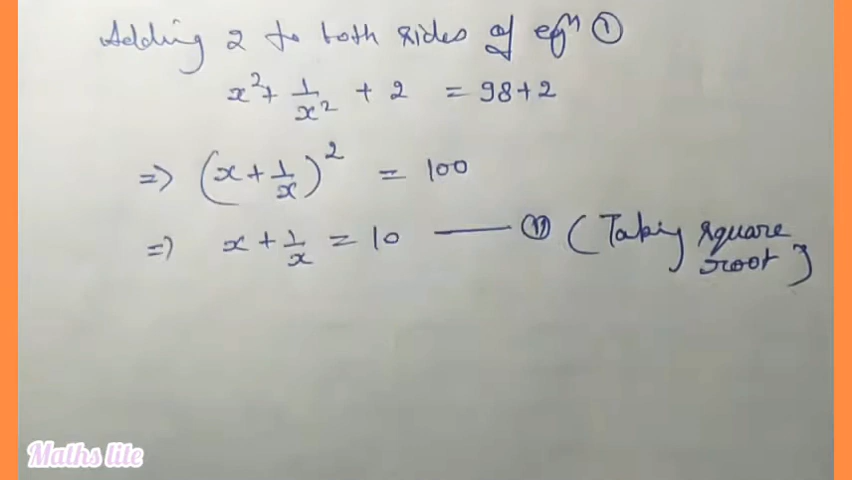 Adding 2 to both sides of eqⁿ ①
x² + 1/x² + 2 = 98+2
=> (x + 1/x)² = 100
=> x + 1/x = 10 —— ⑪ (Taking square root)
Maths lite